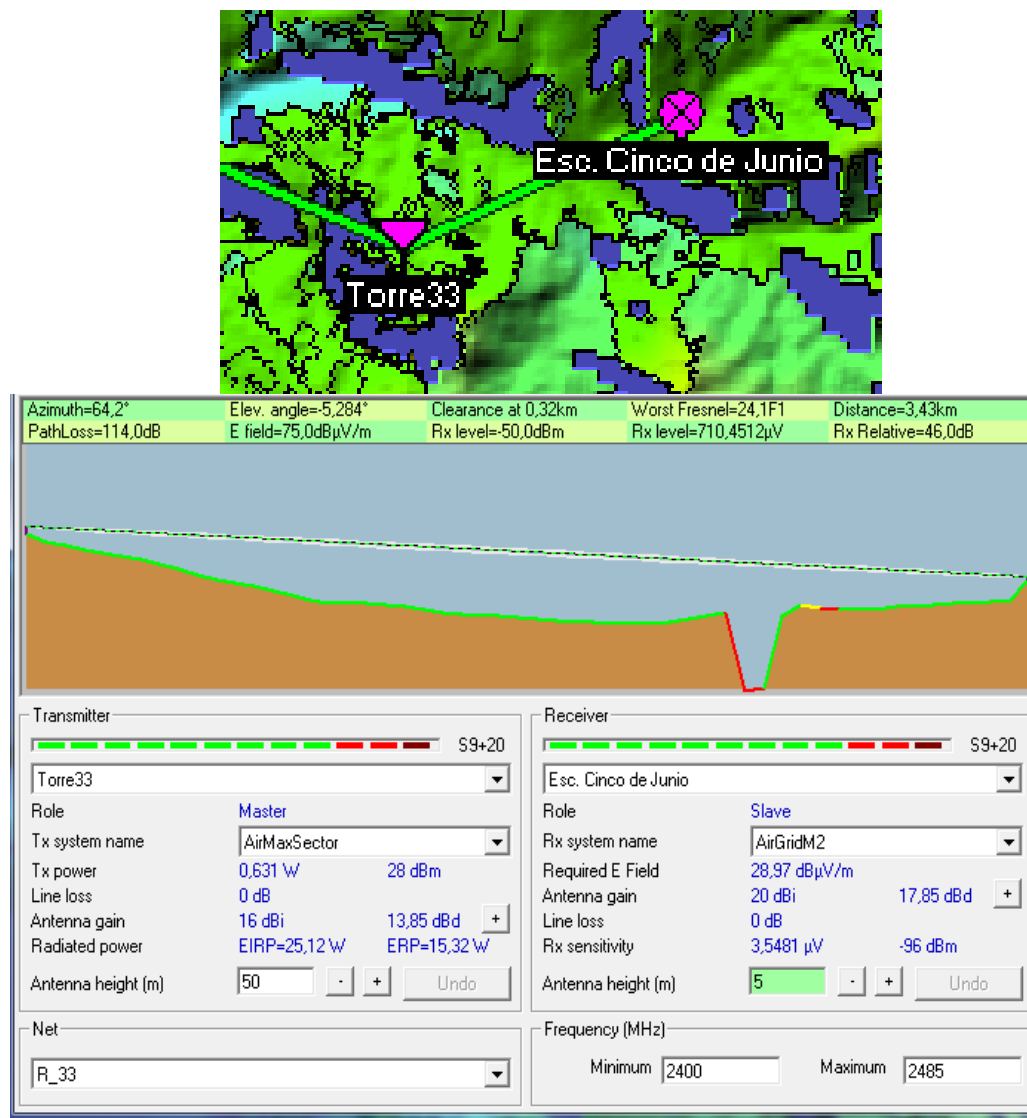 Esc. Cinco de Junio
Torre33
Azimuth=64,2° Elev. angle=-5,284° Clearance at 0,32km Worst Fresnel=24,1F1 Distance=3,43km
PathLoss=114,0dB E field=75,0dBµV/m Rx level=-50,0dBm Rx level=710,4512µV Rx Relative=46,0dB
Transmitter
S9+20
Torre33
Role Master
Tx system name AirMaxSector
Tx power 0,631 W 28 dBm
Line loss 0 dB
Antenna gain 16 dBi 13,85 dBd +
Radiated power EIRP=25,12 W ERP=15,32 W
Antenna height (m) 50 - + Undo
Net
R_33
Receiver
S9+20
Esc. Cinco de Junio
Role Slave
Rx system name AirGridM2
Required E Field 28,97 dBµV/m
Antenna gain 20 dBi 17,85 dBd +
Line loss 0 dB
Rx sensitivity 3,5481 µV -96 dBm
Antenna height (m) 5 - + Undo
Frequency (MHz)
Minimum 2400 Maximum 2485